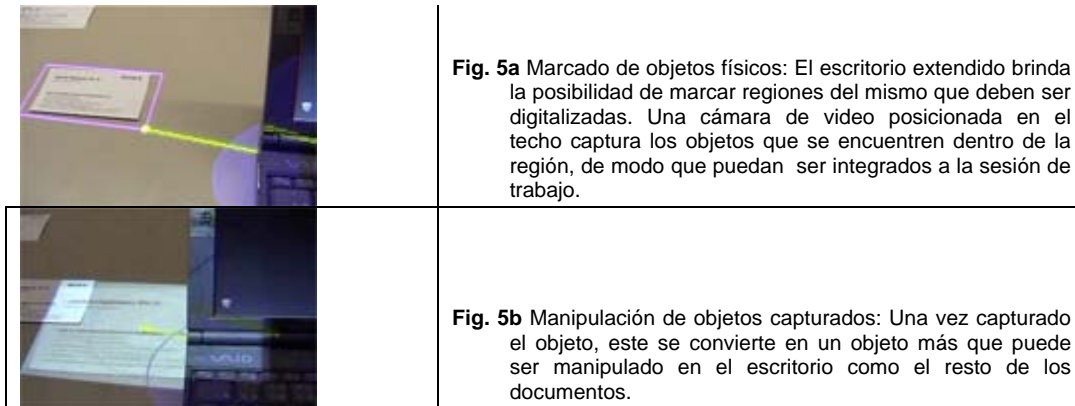 Fig. 5a Marcado de objetos físicos: El escritorio extendido brinda
la posibilidad de marcar regiones del mismo que deben ser
digitalizadas. Una cámara de video posicionada en el
techo captura los objetos que se encuentren dentro de la
región, de modo que puedan ser integrados a la sesión de
trabajo.
VAIO
Fig. 5b Manipulación de objetos capturados: Una vez capturado
el objeto, este se convierte en un objeto más que puede
ser manipulado en el escritorio como el resto de los
documentos.